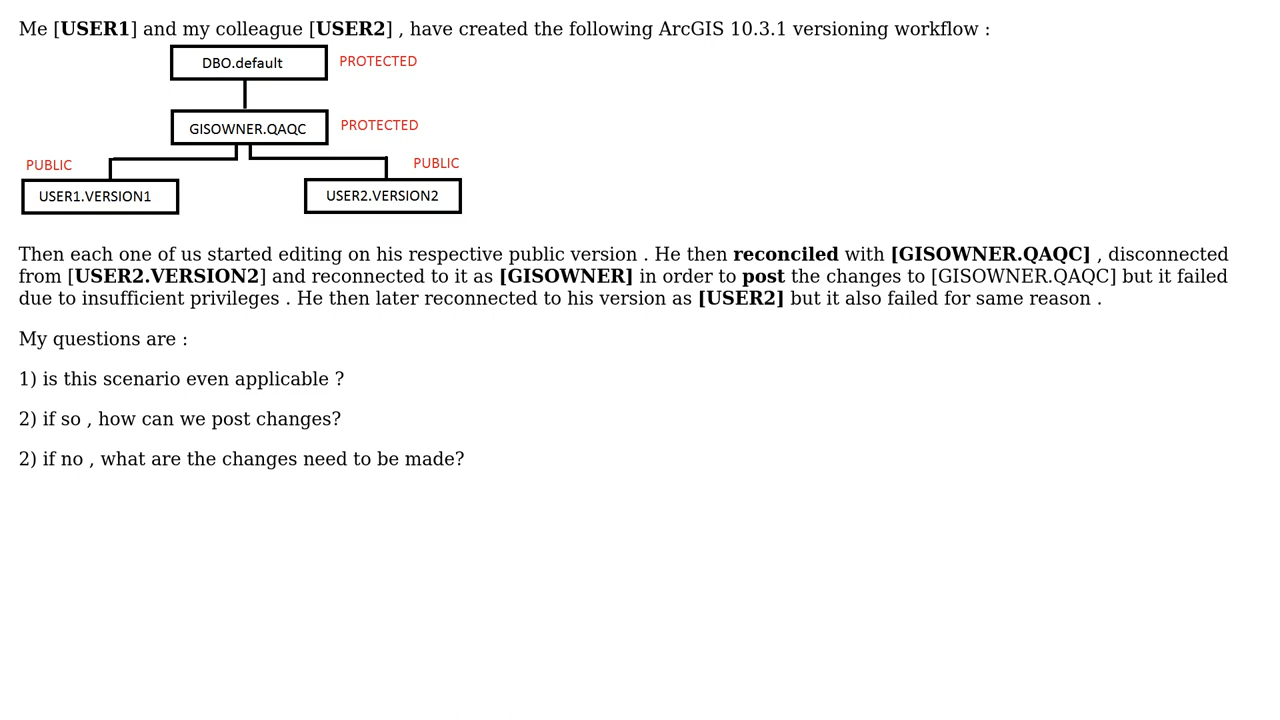 Me [USER1] and my colleague [USER2] , have created the following ArcGIS 10.3.1 versioning workflow :
DBO.default PROTECTED
GISOWNER.QAQC PROTECTED
PUBLIC PUBLIC
USER1.VERSION1 USER2.VERSION2
Then each one of us started editing on his respective public version . He then reconciled with [GISOWNER.QAQC] , disconnected
from [USER2.VERSION2] and reconnected to it as [GISOWNER] in order to post the changes to [GISOWNER.QAQC] but it failed
due to insufficient privileges . He then later reconnected to his version as [USER2] but it also failed for same reason .
My questions are :
1) is this scenario even applicable ?
2) if so , how can we post changes?
2) if no , what are the changes need to be made?